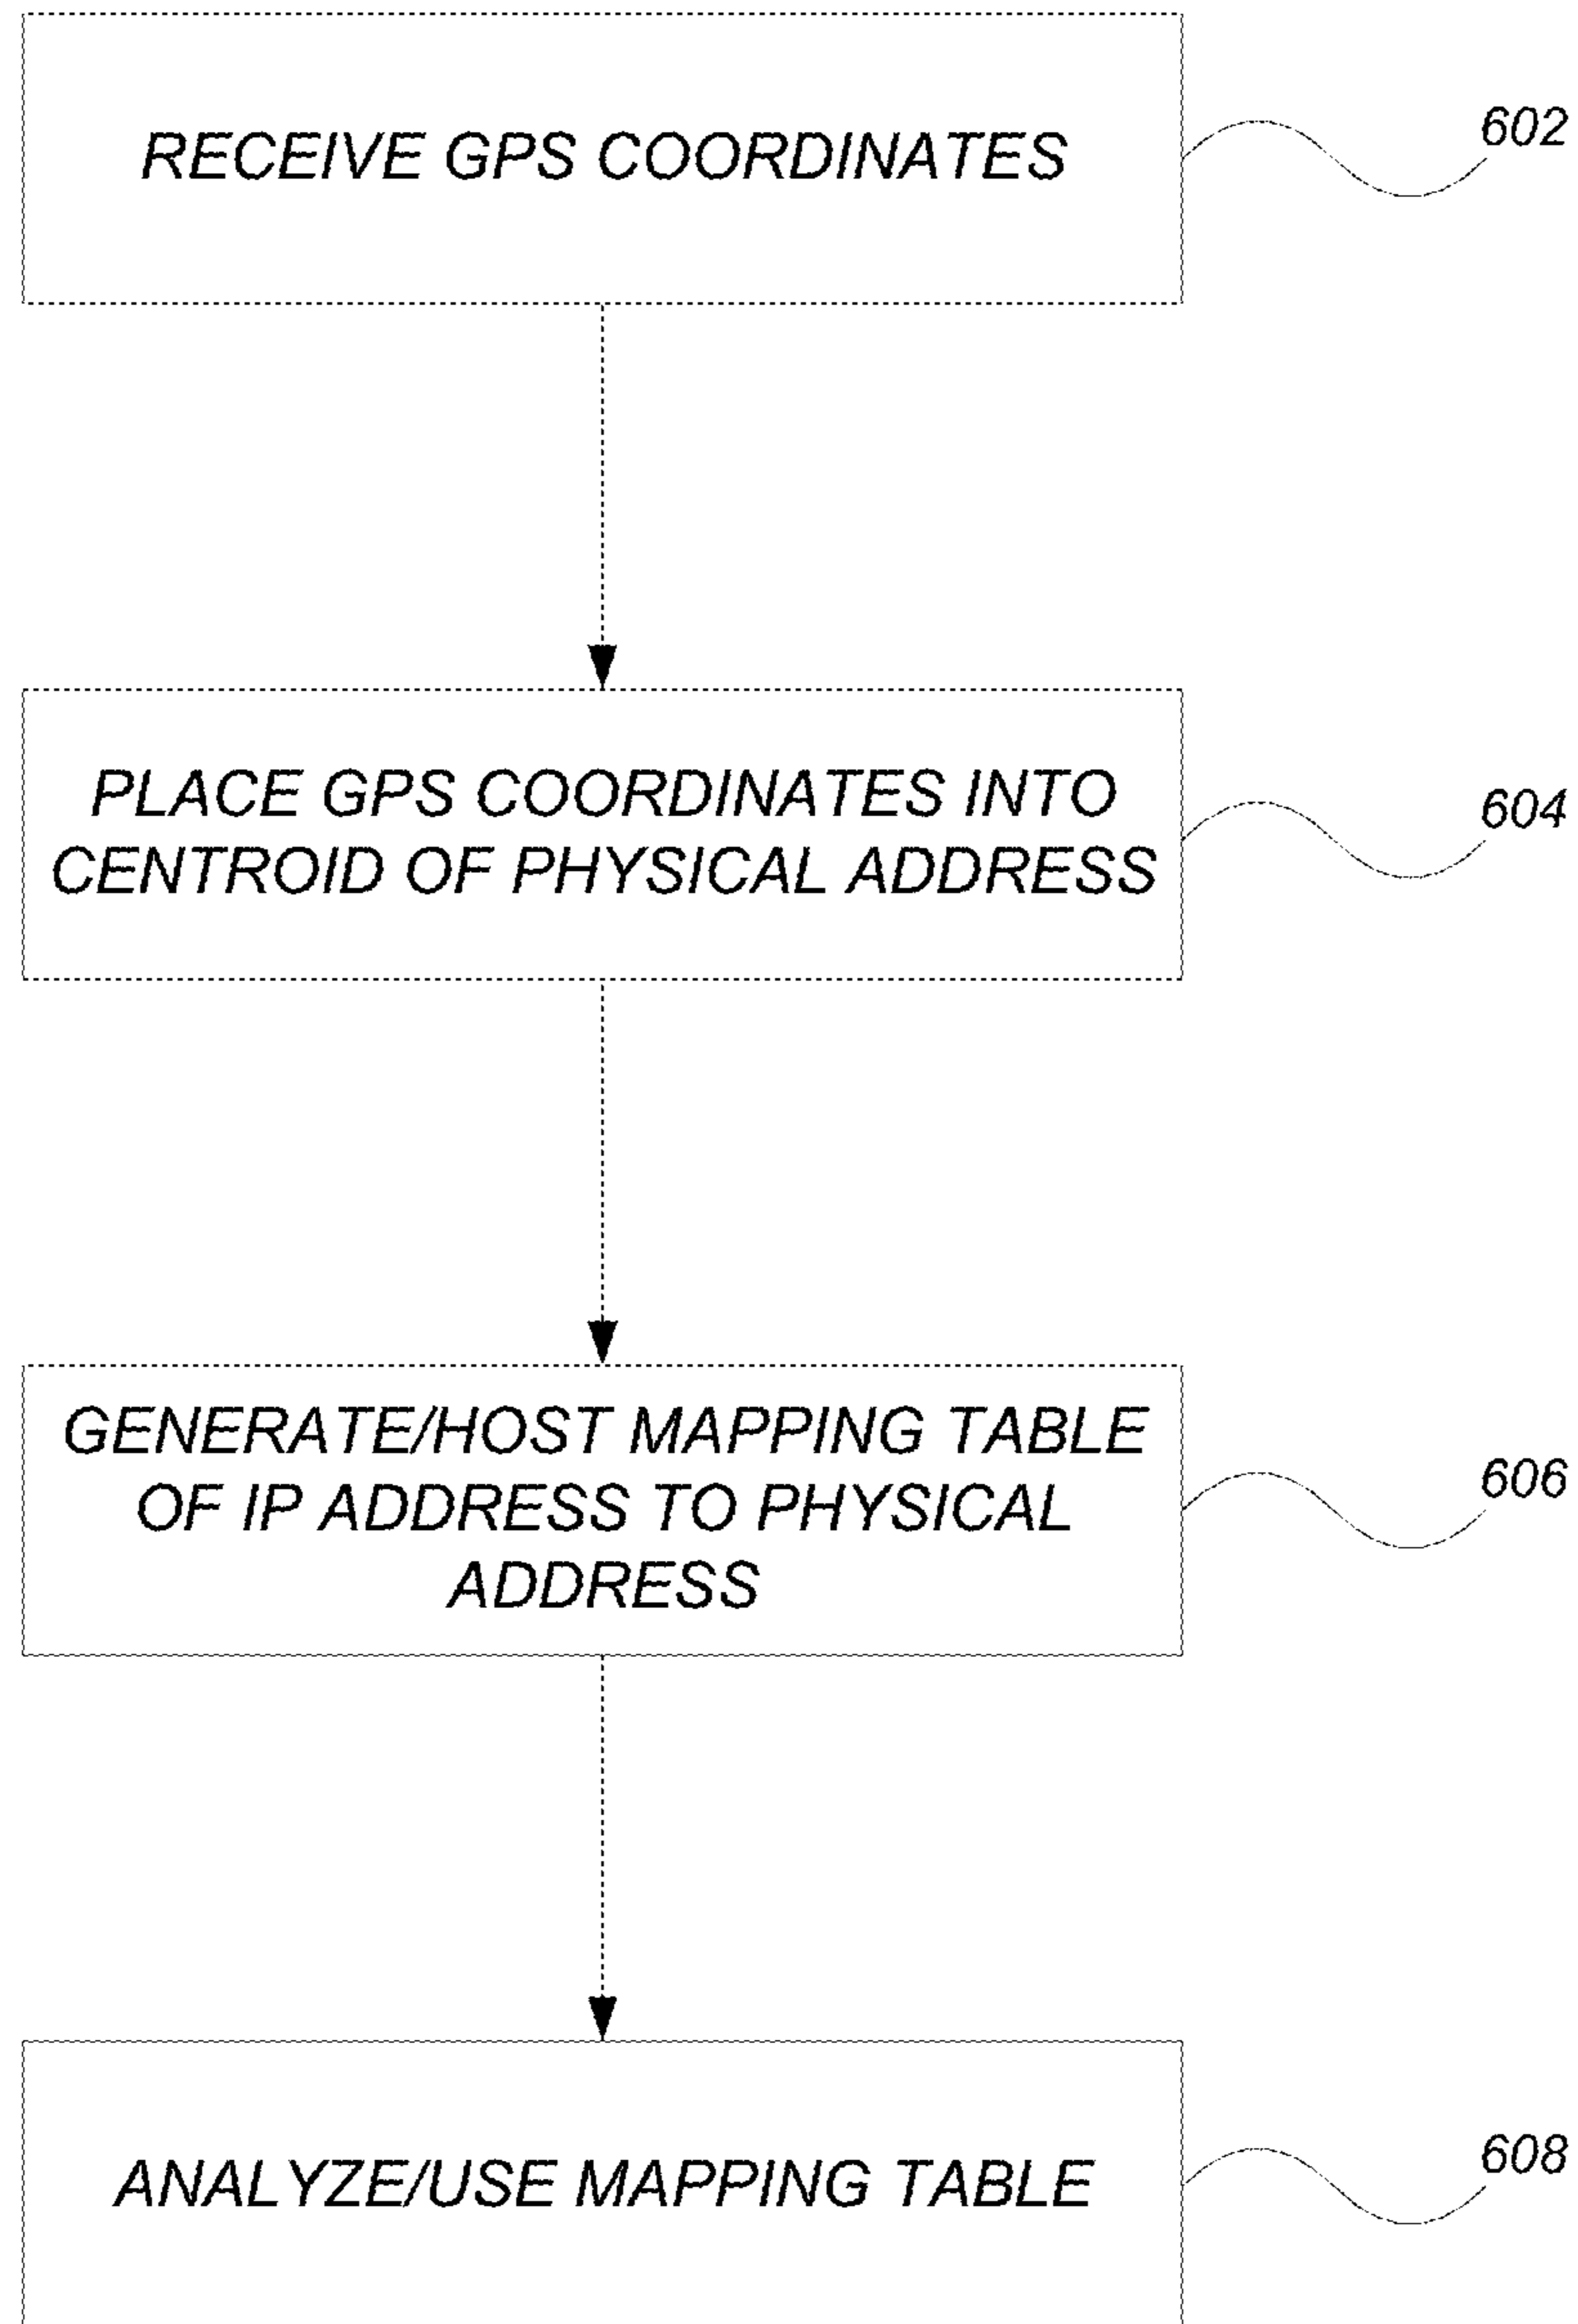 RECEIVE GPS COORDINATES
602
PLACE GPS COORDINATES INTO
CENTROID OF PHYSICAL ADDRESS
604
GENERATE/HOST MAPPING TABLE
OF IP ADDRESS TO PHYSICAL
ADDRESS
606
ANALYZE/USE MAPPING TABLE
608